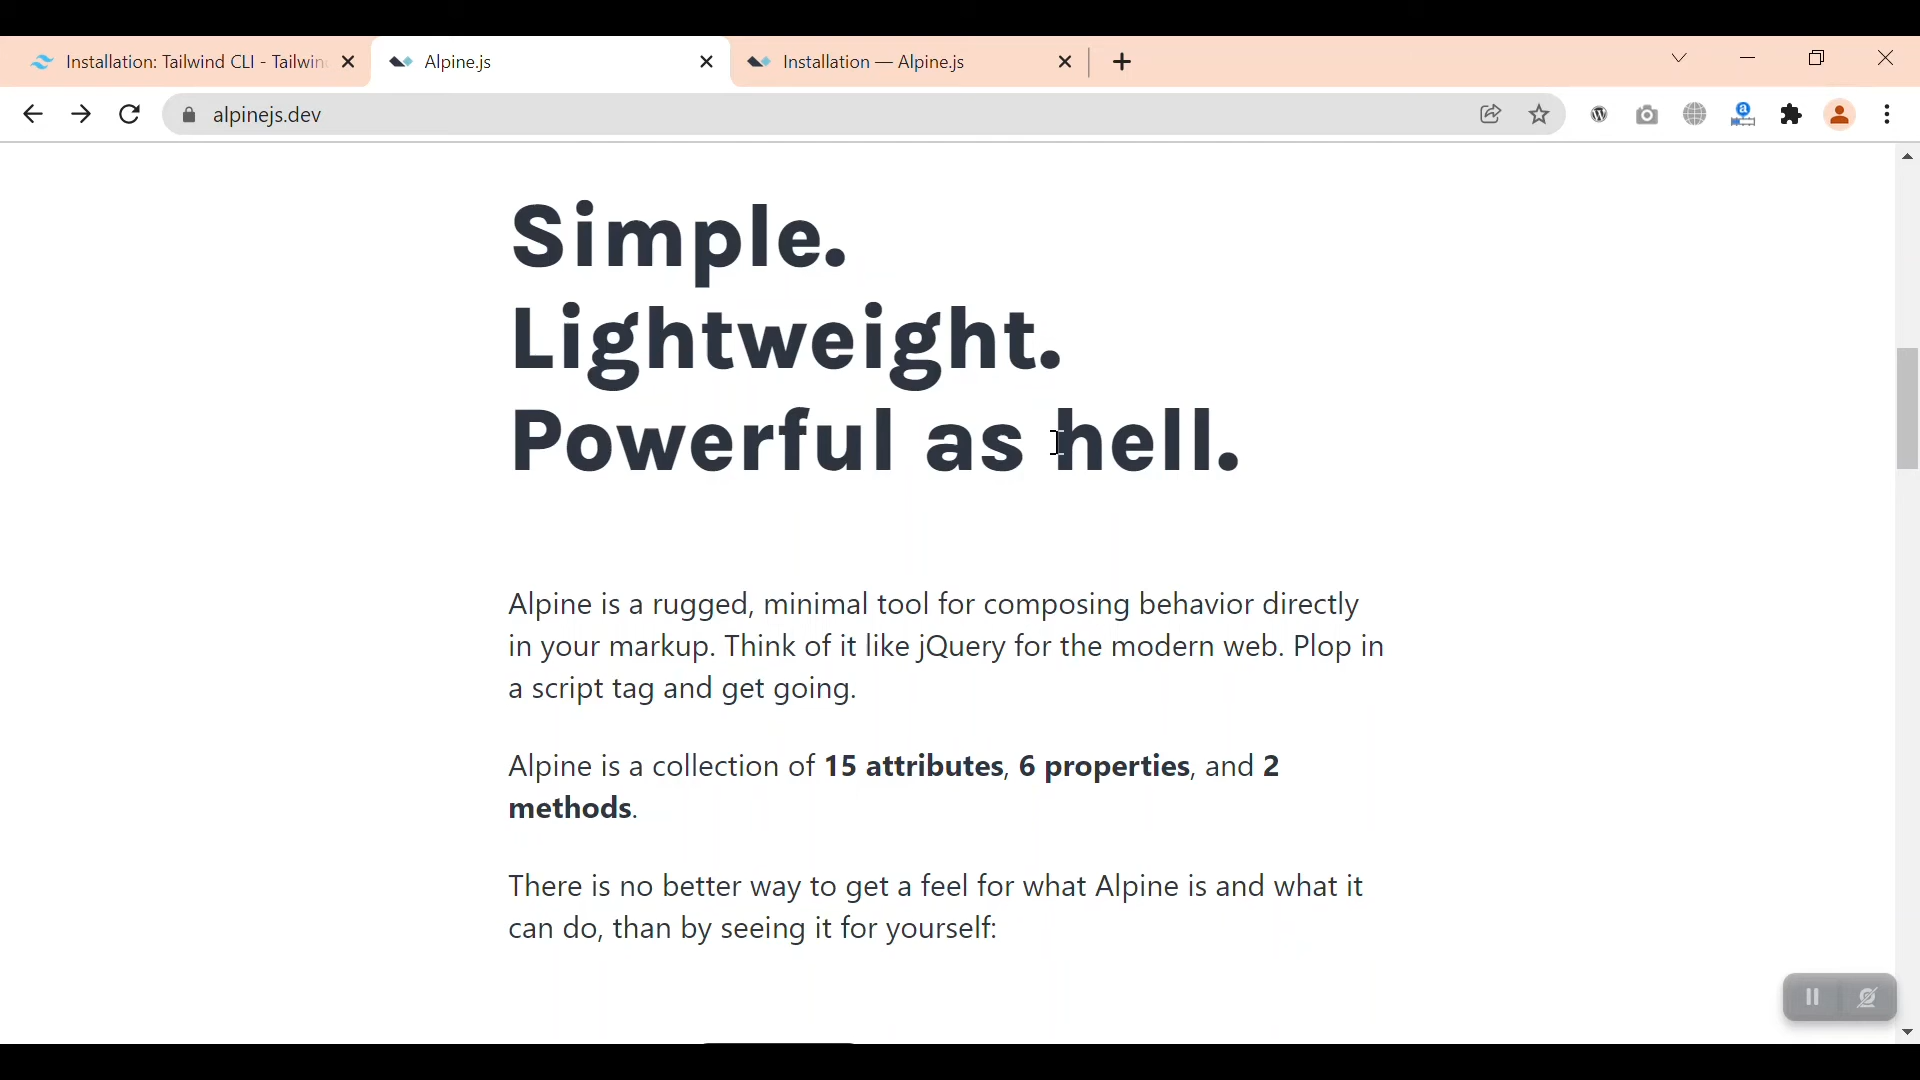 Installation: Tailwind CLI - Tailwin
Alpine.js
Installation — Alpine.js
alpinejs.dev
Simple.
Lightweight.
Powerful as hell.
Alpine is a rugged, minimal tool for composing behavior directly
in your markup. Think of it like jQuery for the modern web. Plop in
a script tag and get going.
Alpine is a collection of 15 attributes, 6 properties, and 2
methods.
There is no better way to get a feel for what Alpine is and what it
can do, than by seeing it for yourself: